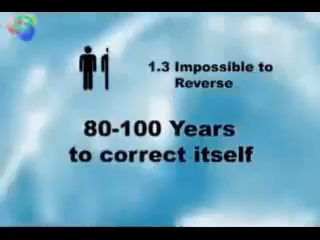 1.3 Impossible to
Reverse
80-100 Years
to correct itself